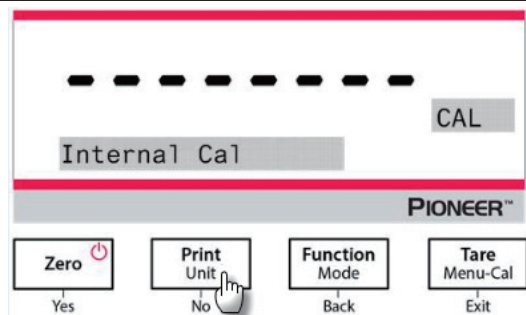 - - - - - - - -
CAL
Internal Cal
PIONEER™
Zero Print Function Tare
Unit Mode Menu-Cal
Yes No Back Exit